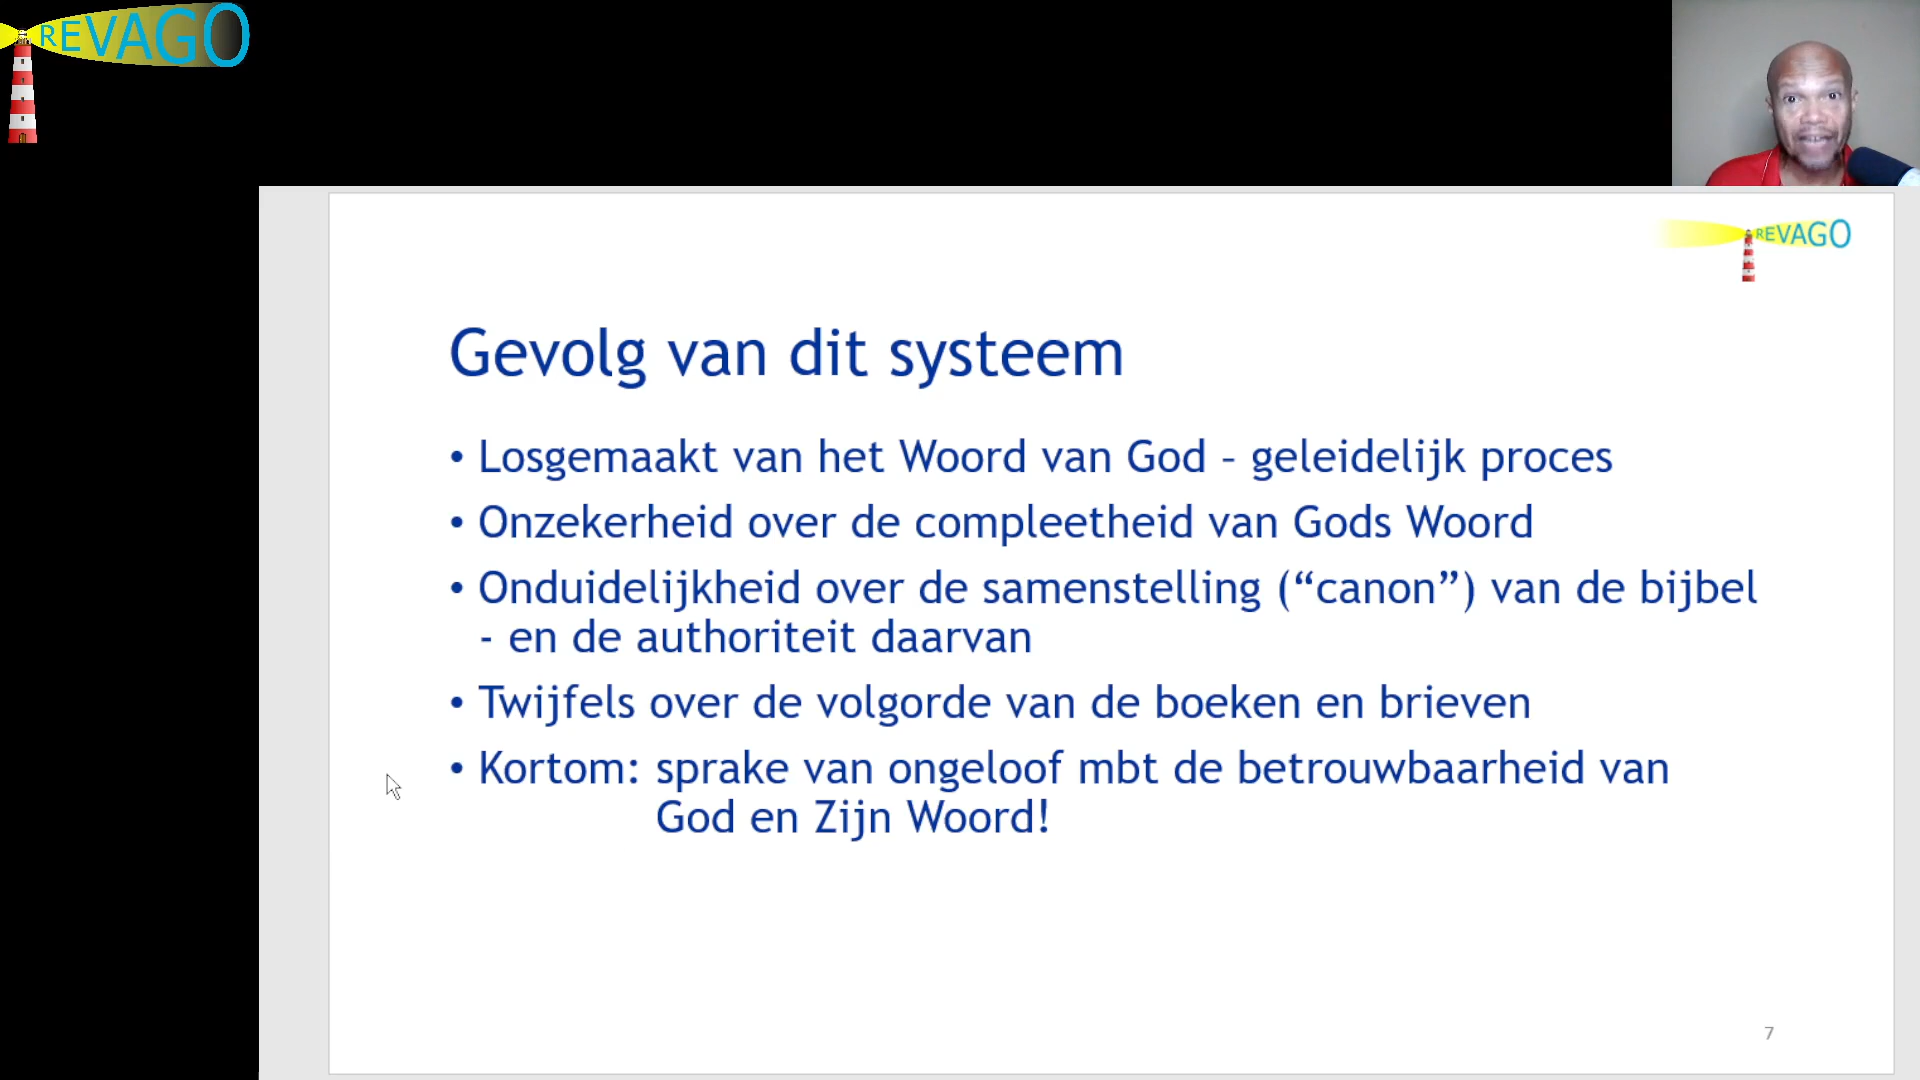 REVAGO
REVAGO
Gevolg van dit systeem
• Losgemaakt van het Woord van God – geleidelijk proces
• Onzekerheid over de compleetheid van Gods Woord
• Onduidelijkheid over de samenstelling (“canon”) van de bijbel
- en de authoriteit daarvan
• Twijfels over de volgorde van de boeken en brieven
• Kortom: sprake van ongeloof mbt de betrouwbaarheid van
God en Zijn Woord!
7